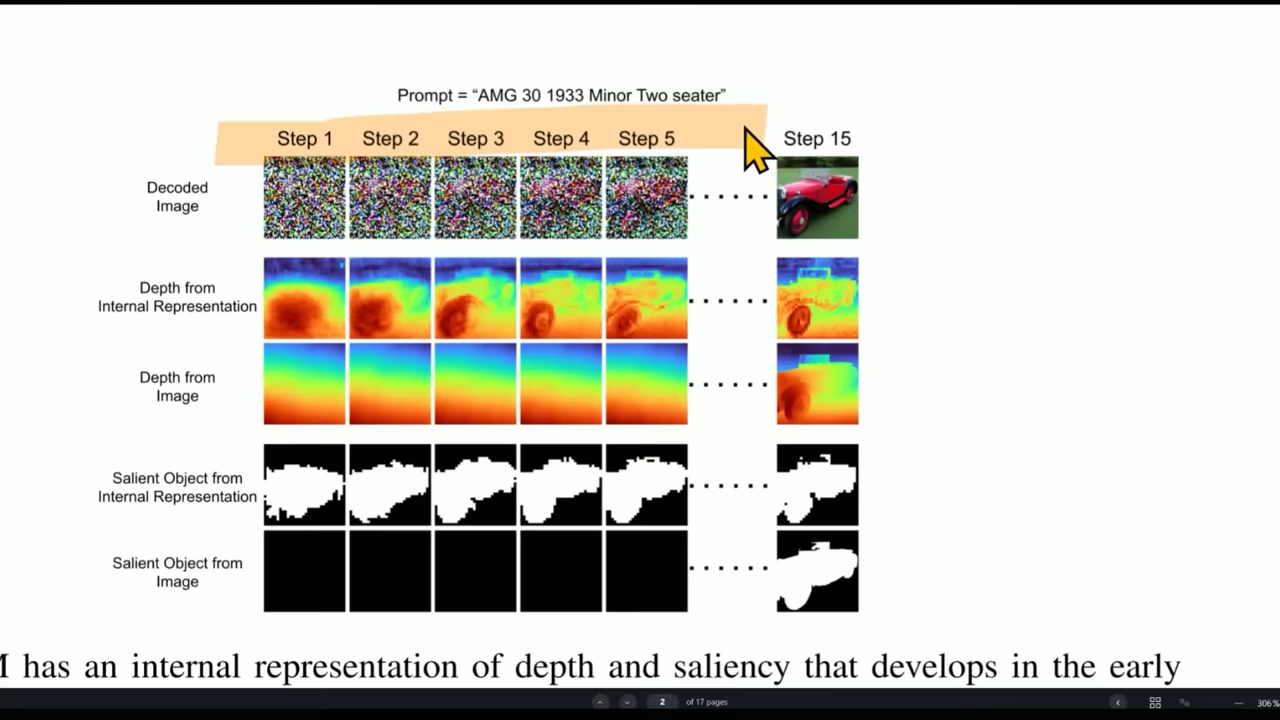 Prompt = “AMG 30 1933 Minor Two seater”
Step 1 Step 2 Step 3 Step 4 Step 5 Step 15
Decoded
Image
Depth from
Internal Representation
Depth from
Image
Salient Object from
Internal Representation
Salient Object from
Image
has an internal representation of depth and saliency that develops in the early
2 of 17 pages
306%